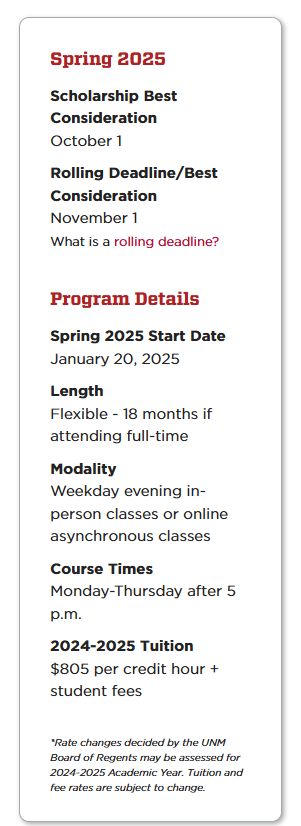 Spring 2025
Scholarship Best
Consideration
October 1
Rolling Deadline/Best
Consideration
November 1
What is a rolling deadline?
Program Details
Spring 2025 Start Date
January 20, 2025
Length
Flexible - 18 months if
attending full-time
Modality
Weekday evening in-
person classes or online
asynchronous classes
Course Times
Monday-Thursday after 5
p.m.
2024-2025 Tuition
$805 per credit hour +
student fees
*Rate changes decided by the UNM
Board of Regents may be assessed for
2024-2025 Academic Year. Tuition and
fee rates are subject to change.